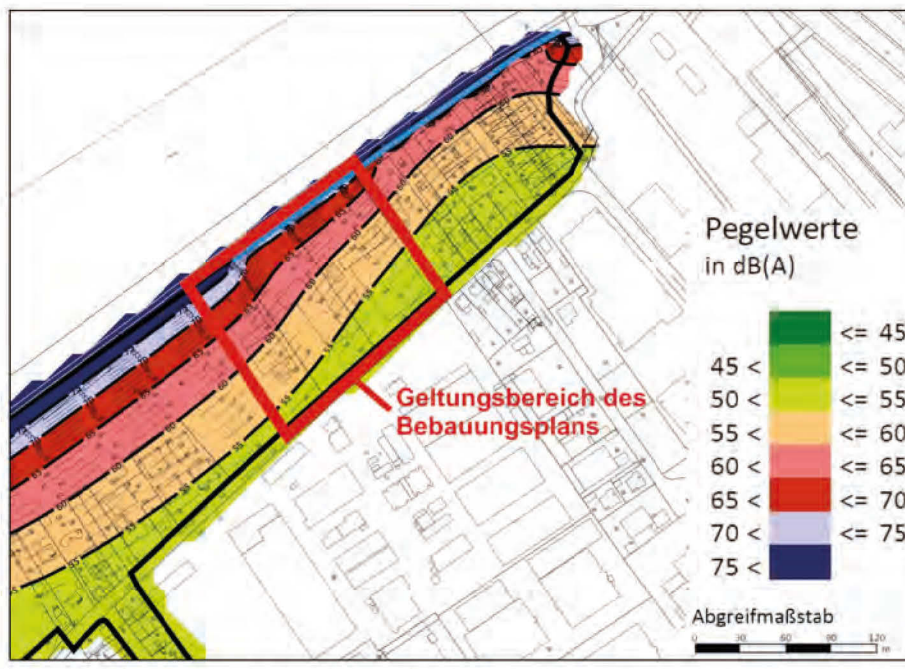 Pegelwerte
in dB(A)
<= 45
45 < <= 50
50 < <= 55
55 < <= 60
60 < <= 65
65 < <= 70
70 < <= 75
75 <
Geltungsbereich des
Bebauungsplans
Abgreifmaßstab
0 30 60 90 120
m